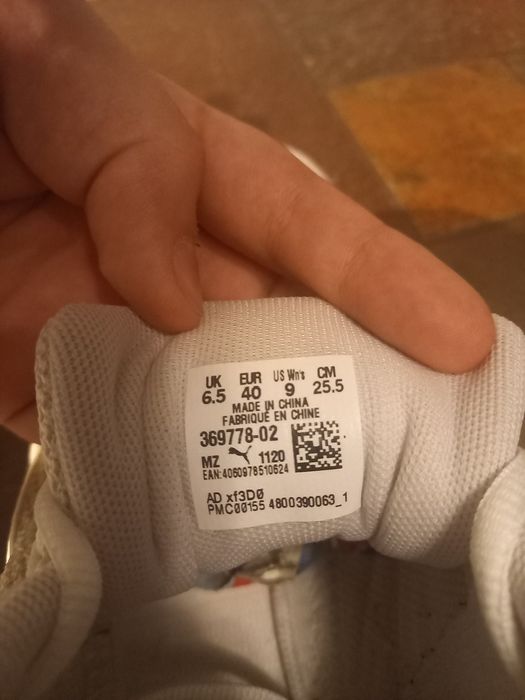 UK EUR US Wn's CM
6.5 40 9 25.5
MADE IN CHINA
FABRIQUÉ EN CHINE
369778-02
MZ 1120
EAN:4060978510624
AD xf3D0
PMC00155 4800390063_1